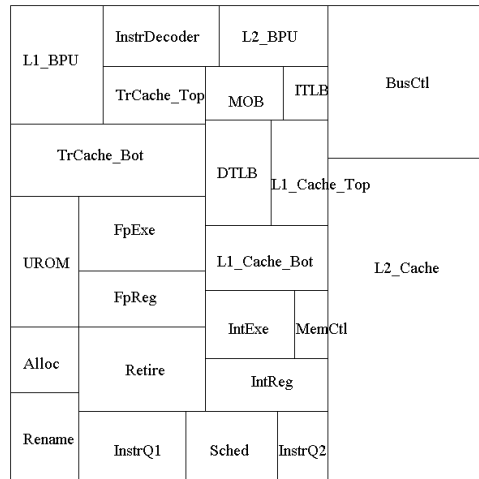 L1_BPU
InstrDecoder
L2_BPU
BusCtl
TrCache_Top
MOB
ITLB
TrCache_Bot
DTLB
L1_Cache_Top
FpExe
UROM
L1_Cache_Bot
L2_Cache
FpReg
IntExe
MemCtl
Alloc
Retire
IntReg
Rename
InstrQ1
Sched
InstrQ2